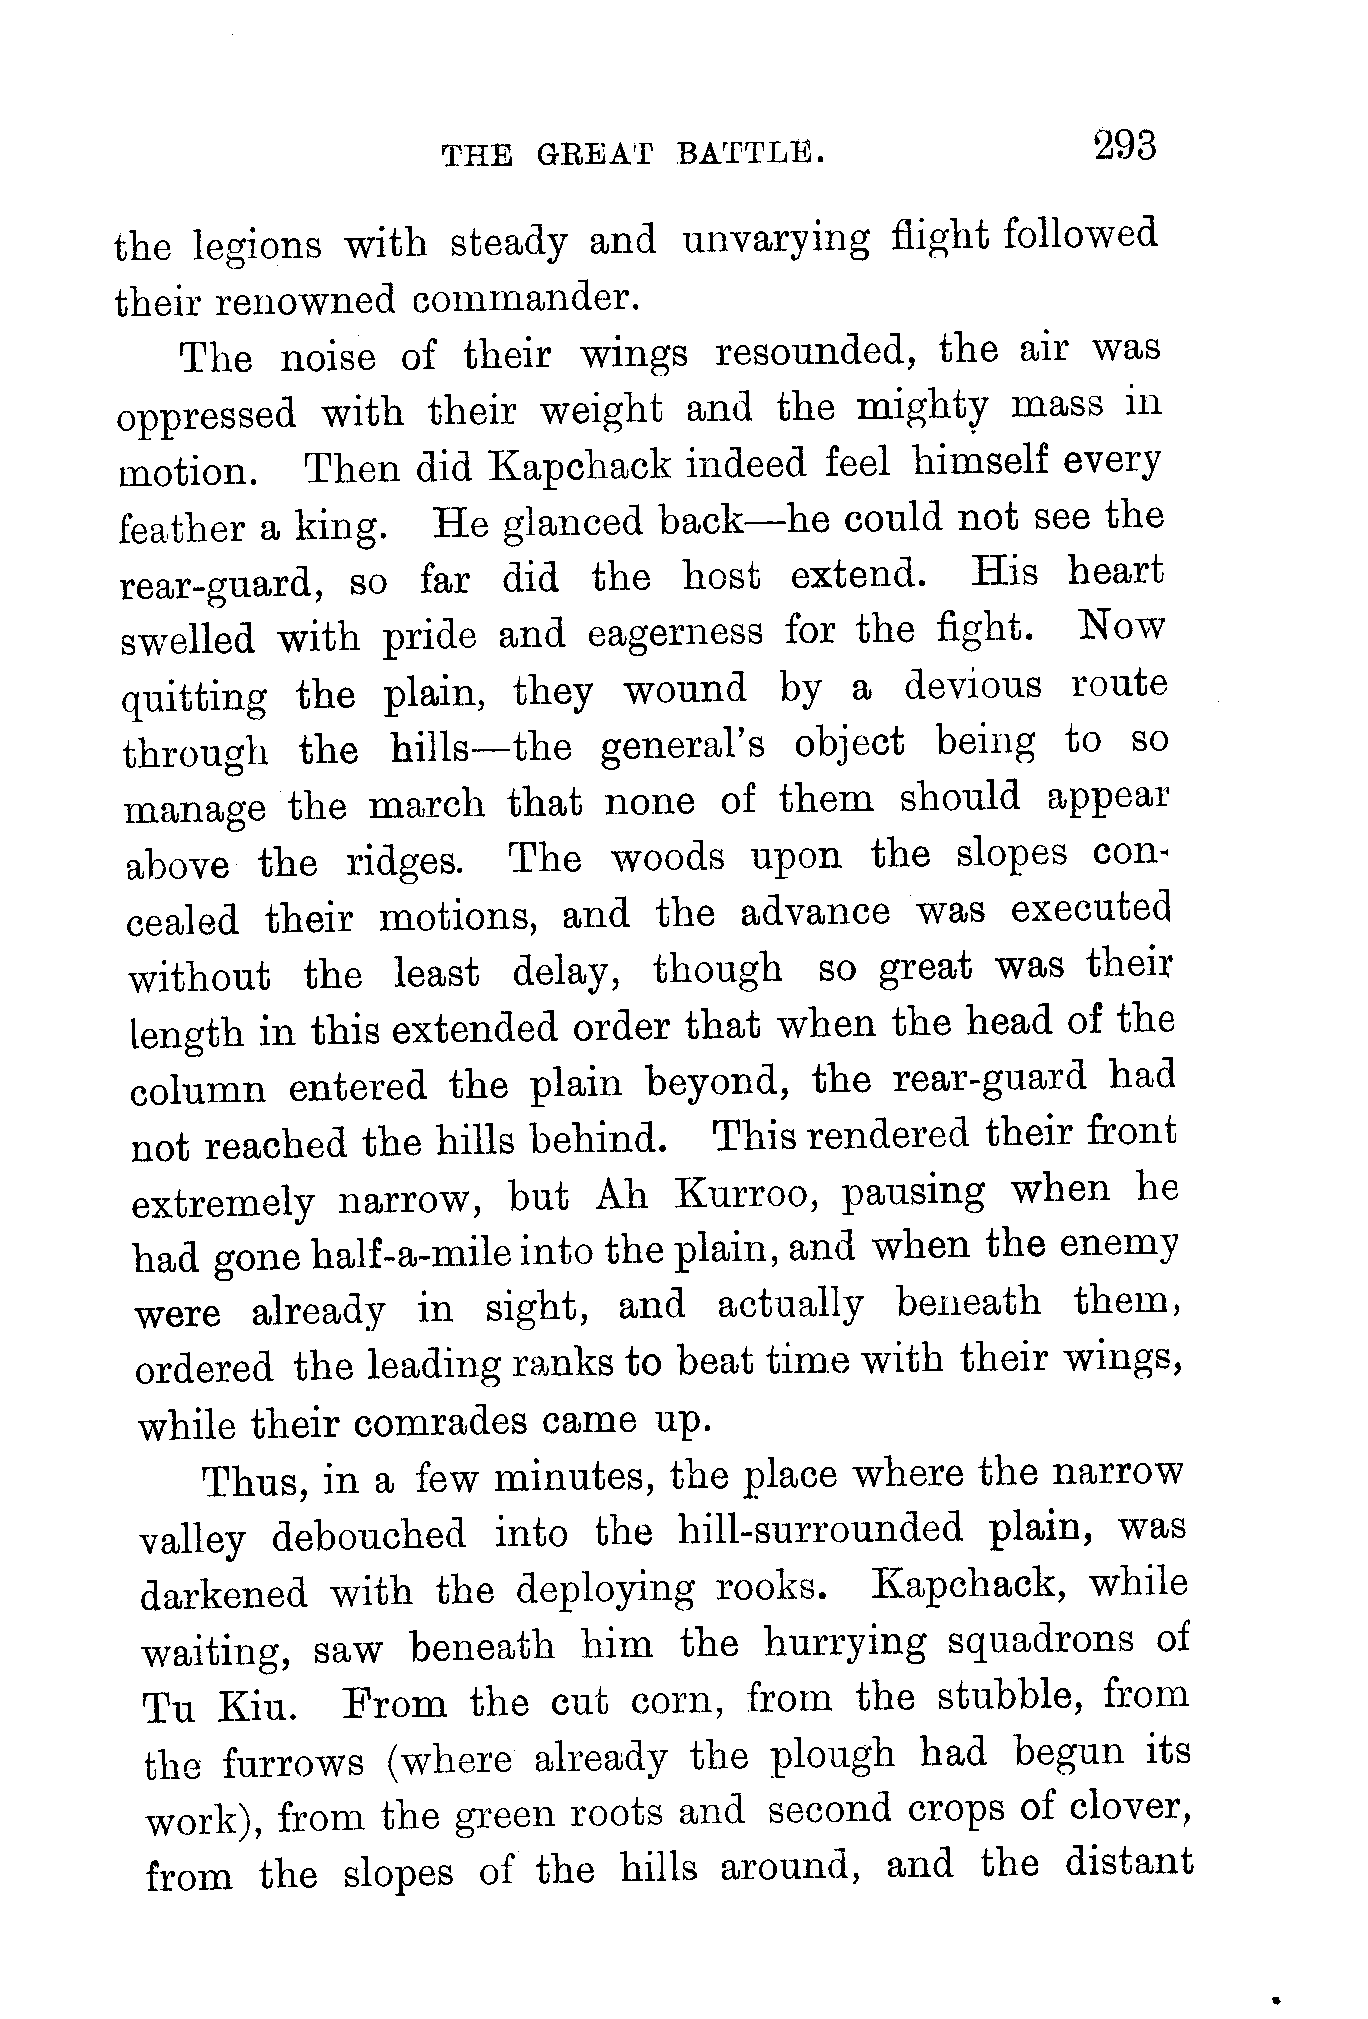 THE GREAT BATTLE. 293
the legions with steady and unvarying flight followed
their renowned commander.
The noise of their wings resounded, the air was
oppressed with their weight and the mighty mass in
motion. Then did Kapchack indeed feel himself every
feather a king. He glanced back—he could not see the
rear-guard, so far did the host extend. His heart
swelled with pride and eagerness for the fight. Now
quitting the plain, they wound by a devious route
through the hills—the general's object being to so
manage the march that none of them should appear
above the ridges. The woods upon the slopes con-
cealed their motions, and the advance was executed
without the least delay, though so great was their
length in this extended order that when the head of the
column entered the plain beyond, the rear-guard had
not reached the hills behind. This rendered their front
extremely narrow, but Ah Kurroo, pausing when he
had gone half-a-mile into the plain, and when the enemy
were already in sight, and actually beneath them,
ordered the leading ranks to beat time with their wings,
while their comrades came up.
Thus, in a few minutes, the place where the narrow
valley debouched into the hill-surrounded plain, was
darkened with the deploying rooks. Kapchack, while
waiting, saw beneath him the hurrying squadrons of
Tu Kiu. From the cut corn, from the stubble, from
the furrows (where already the plough had begun its
work), from the green roots and second crops of clover,
from the slopes of the hills around, and the distant